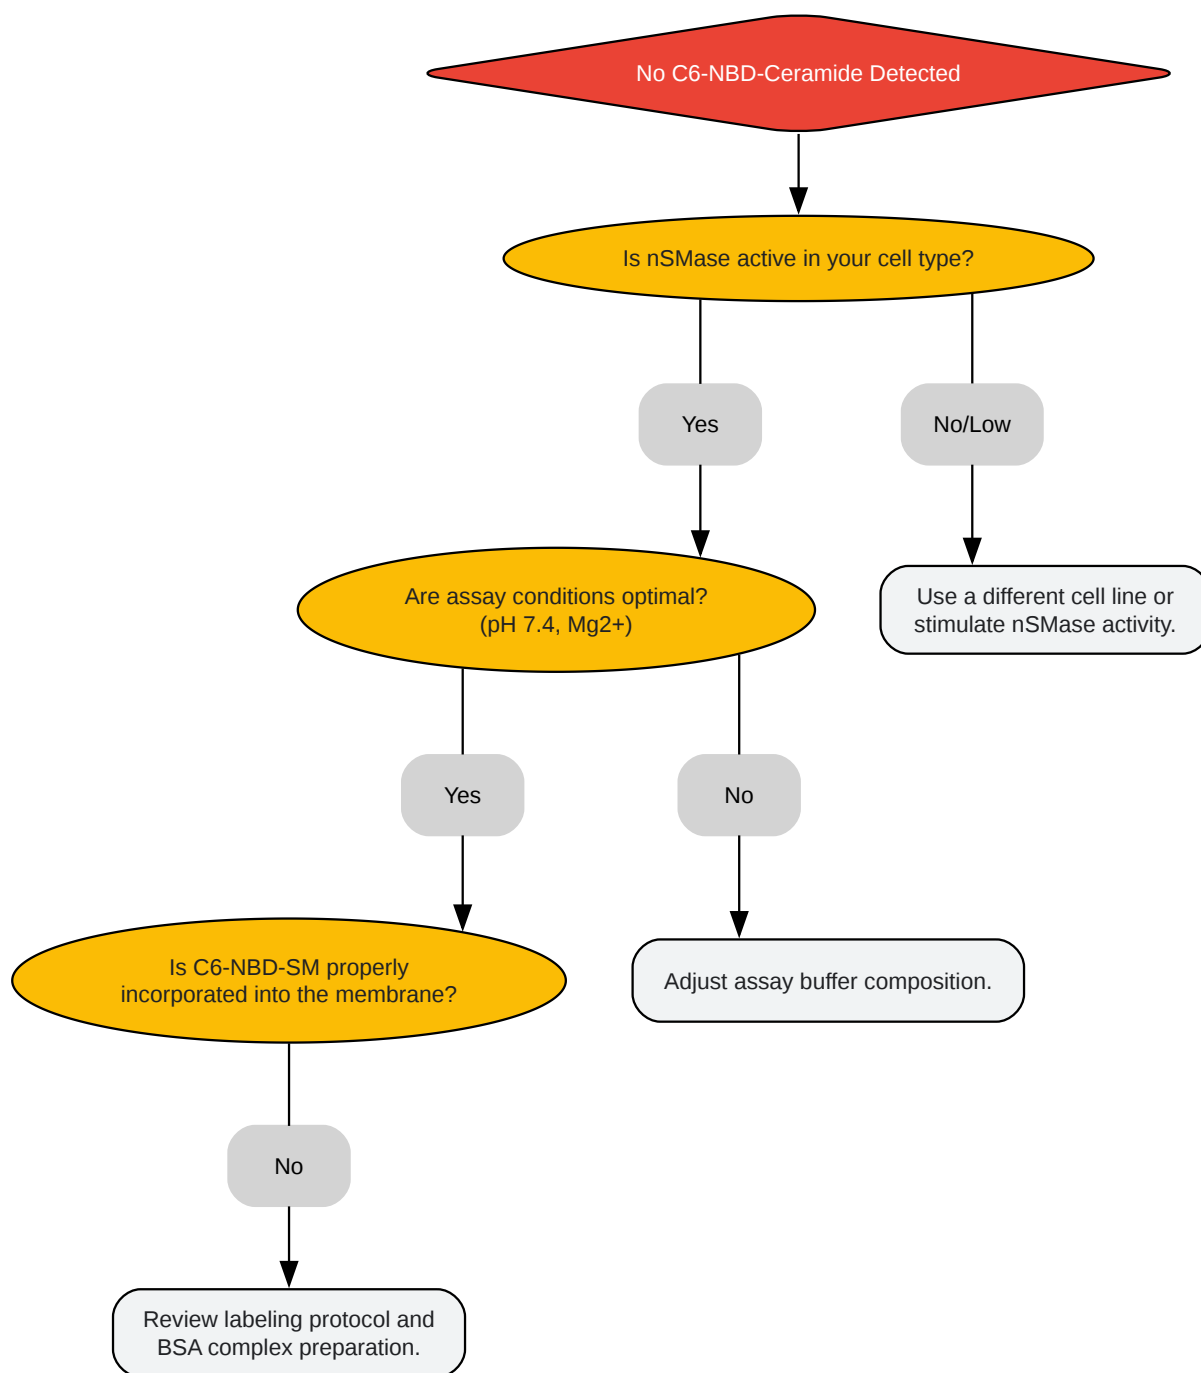 No C6-NBD-Ceramide Detected
Is nSMase active in your cell type?
Yes
No/Low
Are assay conditions optimal?
(pH 7.4, Mg2+)
Use a different cell line or
stimulate nSMase activity.
Yes
No
Is C6-NBD-SM properly
incorporated into the membrane?
Adjust assay buffer composition.
No
Review labeling protocol and
BSA complex preparation.